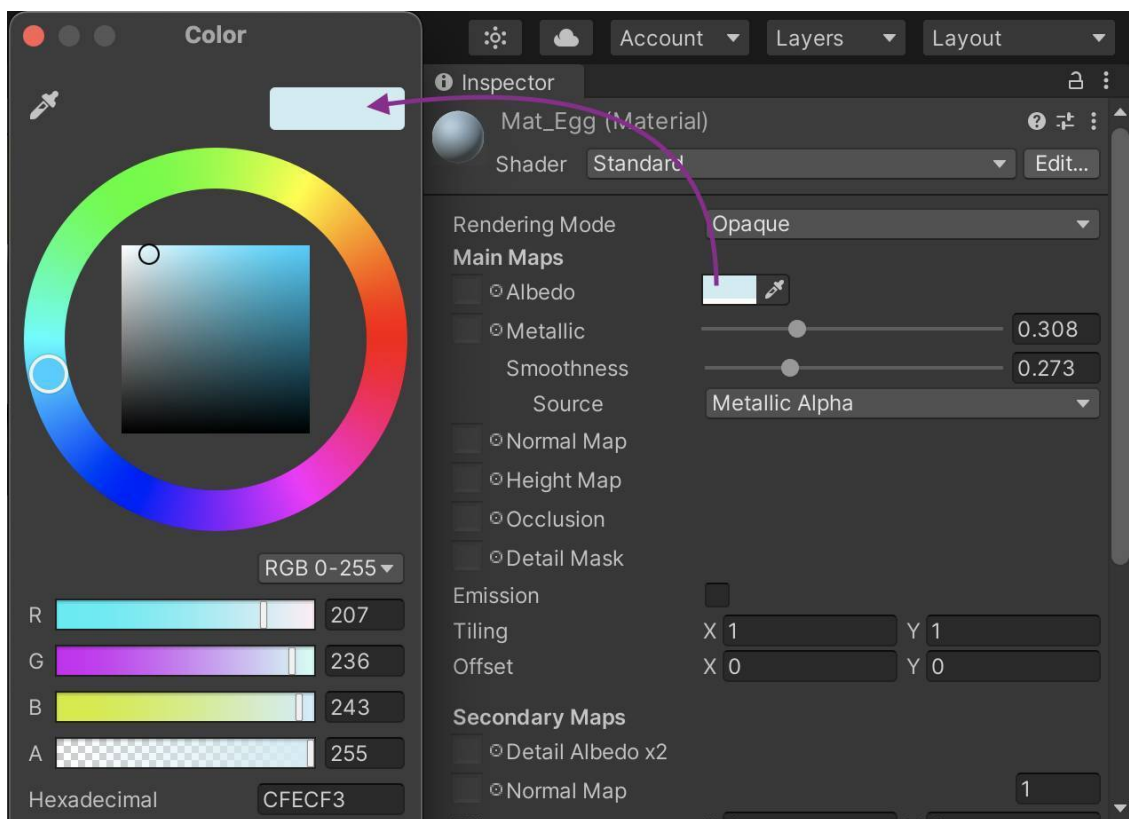 Color
Account
Layers
Layout
Inspector
Mat_Egg (Material)
Shader
Standard
Edit...
Rendering Mode
Opaque
Main Maps
Albedo
Metallic
0.308
Smoothness
0.273
Source
Metallic Alpha
Normal Map
Height Map
Occlusion
Detail Mask
Emission
Tiling
X 1
Y 1
Offset
X 0
Y 0
Secondary Maps
Detail Albedo x2
Normal Map
1
RGB 0-255
R
207
G
236
B
243
A
255
Hexadecimal
CFECF3